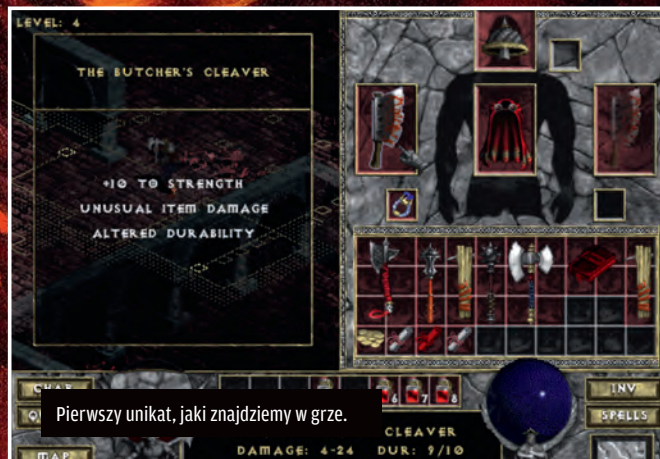 LEVEL: 4
THE BUTCHER'S CLEAVER
+10 TO STRENGTH
UNUSUAL ITEM DAMAGE
ALTERED DURABILITY
CHAR
6 7 8
INV
Pierwszy unikat, jaki znajdziemy w grze.
SPELLS
CLEAVER
MAP
DAMAGE: 4-24 DUR: 9/10